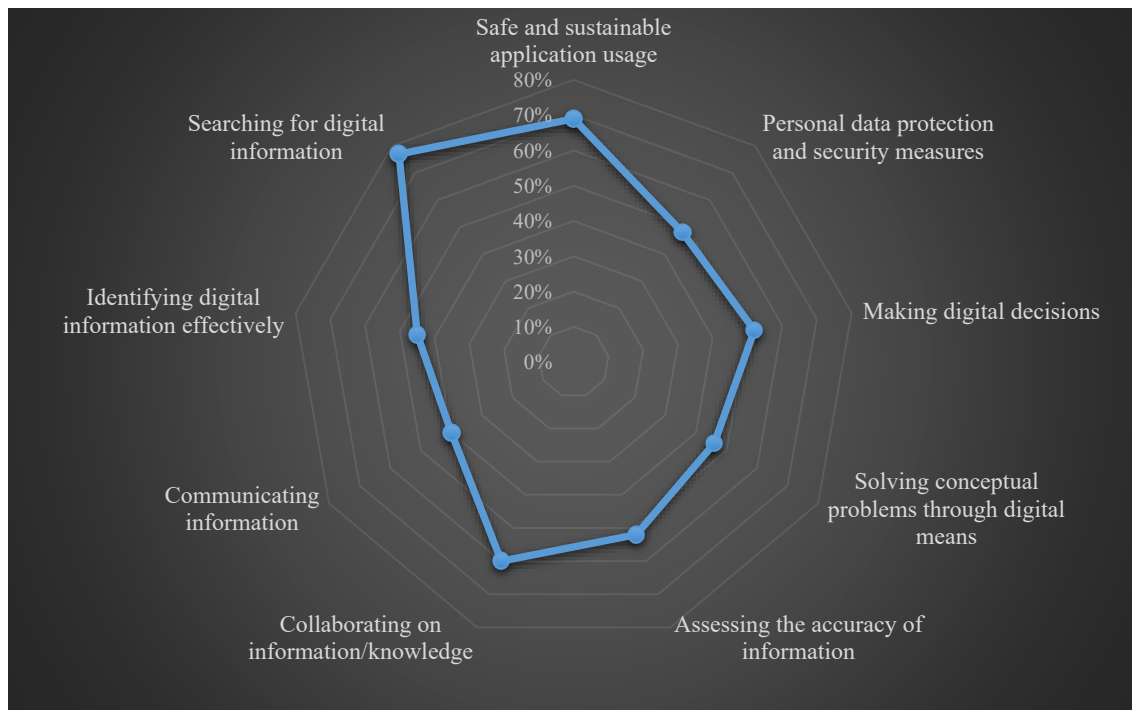 Safe and sustainable
application usage
80%
70%
60%
50%
40%
30%
20%
10%
0%
Personal data protection
and security measures
Making digital decisions
Solving conceptual
problems through digital
means
Assessing the accuracy of
information
Collaborating on
information/knowledge
Communicating
information
Identifying digital
information effectively
Searching for digital
information